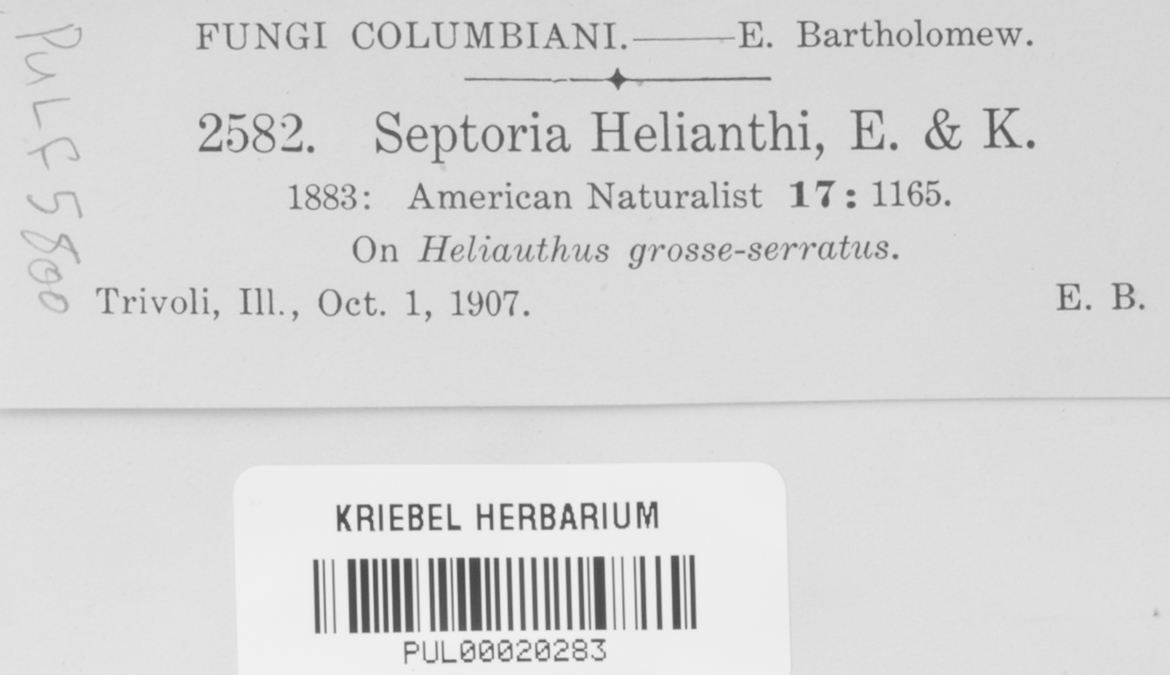 FUNGI COLUMBIANI.——E. Bartholomew.
2582. Septoria Helianthi, E. & K.
1883: American Naturalist 17: 1165.
On Heliauthus grosse-serratus.
Trivoli, Ill., Oct. 1, 1907. E. B.
PULF5800
KRIEBEL HERBARIUM
PUL00020283